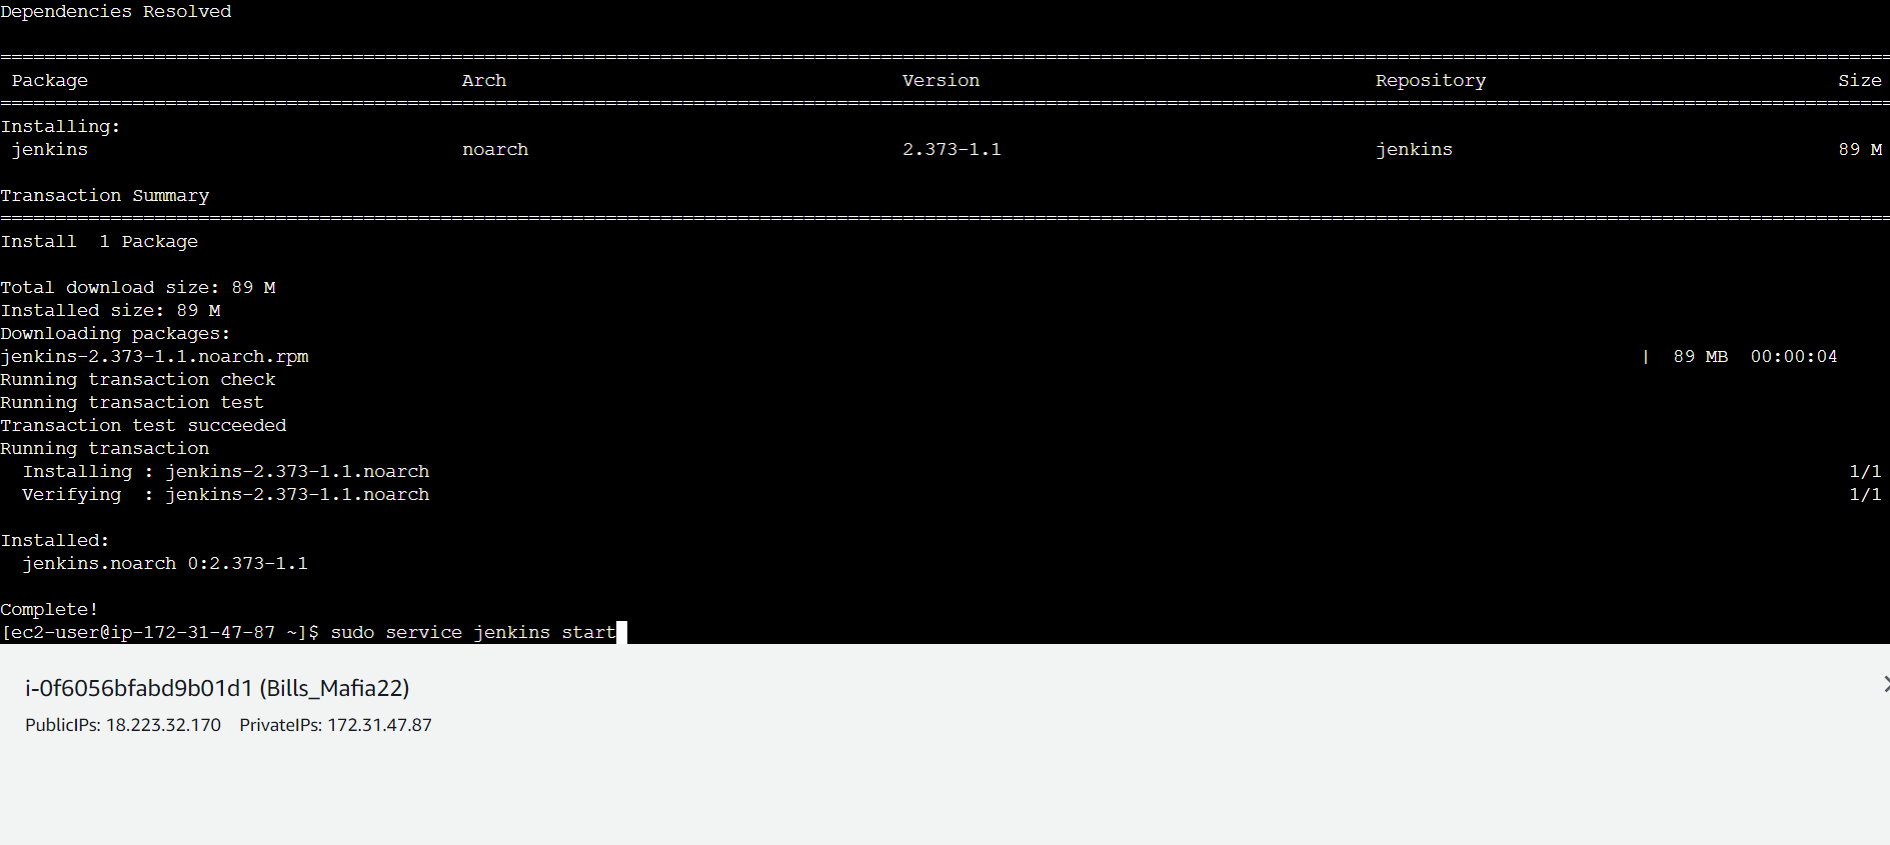 Dependencies Resolved
================================================================================
Package Arch Version Repository Size
================================================================================
Installing:
jenkins noarch 2.373-1.1 jenkins 89 M
Transaction Summary
================================================================================
Install 1 Package
Total download size: 89 M
Installed size: 89 M
Downloading packages:
jenkins-2.373-1.1.noarch.rpm | 89 MB 00:00:04
Running transaction check
Running transaction test
Transaction test succeeded
Running transaction
Installing : jenkins-2.373-1.1.noarch 1/1
Verifying : jenkins-2.373-1.1.noarch 1/1
Installed:
jenkins.noarch 0:2.373-1.1
Complete!
[ec2-user@ip-172-31-47-87 ~]$ sudo service jenkins start
i-0f6056bfabd9b01d1 (Bills_Mafia22)
PublicIPs: 18.223.32.170 PrivateIPs: 172.31.47.87